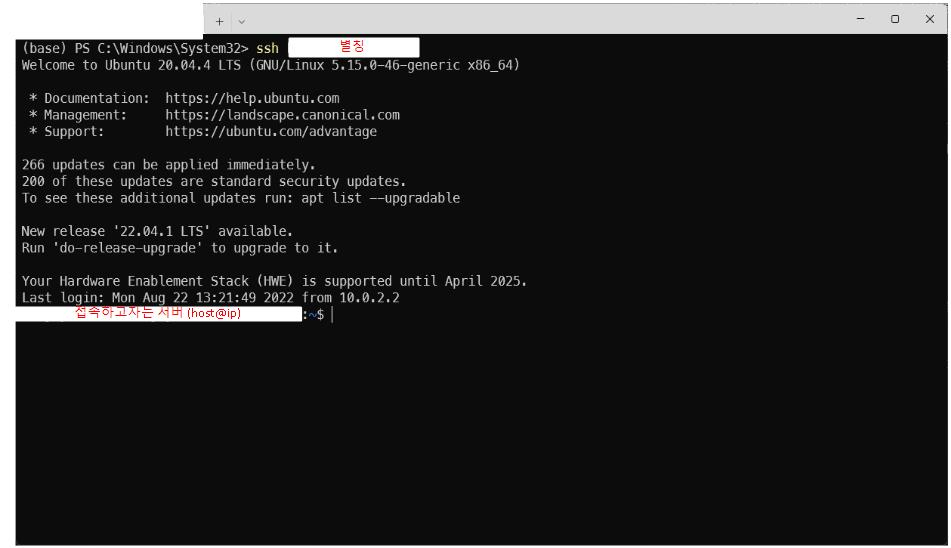 (base) PS C:\Windows\System32> ssh 별칭
Welcome to Ubuntu 20.04.4 LTS (GNU/Linux 5.15.0-46-generic x86_64)
* Documentation: https://help.ubuntu.com
* Management: https://landscape.canonical.com
* Support: https://ubuntu.com/advantage
266 updates can be applied immediately.
200 of these updates are standard security updates.
To see these additional updates run: apt list --upgradable
New release '22.04.1 LTS' available.
Run 'do-release-upgrade' to upgrade to it.
Your Hardware Enablement Stack (HWE) is supported until April 2025.
Last login: Mon Aug 22 13:21:49 2022 from 10.0.2.2
접속하고자는 서버 (host@ip) :~$